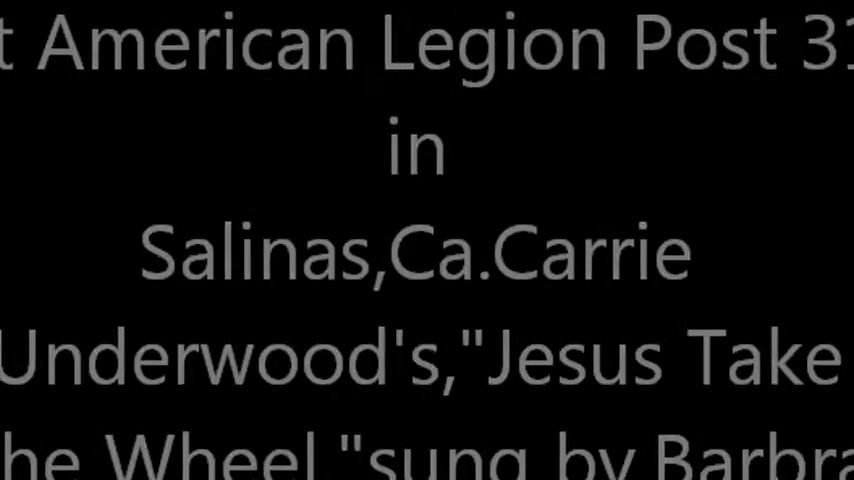 t American Legion Post 31
in
Salinas,Ca.Carrie
Underwood's,"Jesus Take
he Wheel,"sung by Barbra